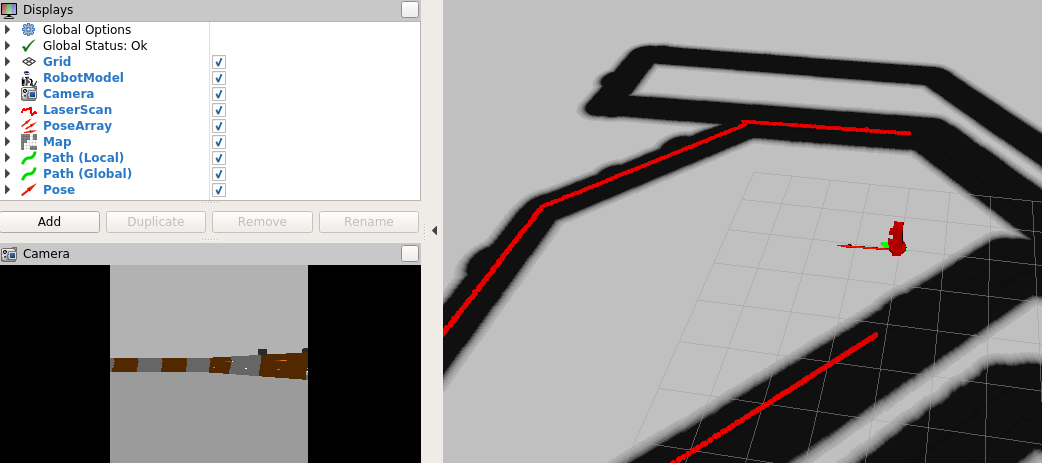 Displays
Global Options
Global Status: Ok
Grid
RobotModel
Camera
LaserScan
PoseArray
Map
Path (Local)
Path (Global)
Pose
Add Duplicate Remove Rename
Camera